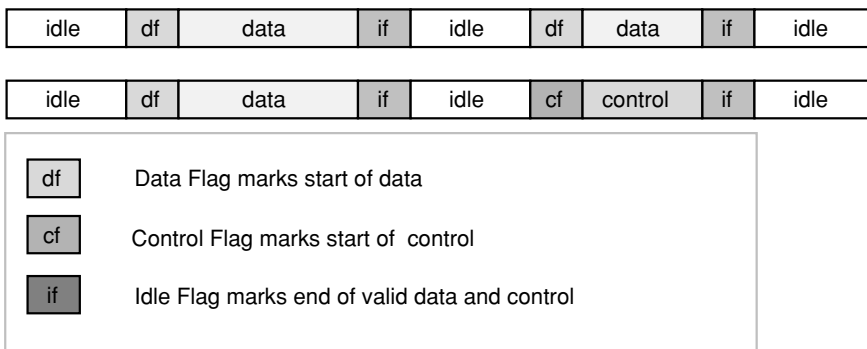 idle df data if idle df data if idle
idle df data if idle cf control if idle
df Data Flag marks start of data
cf Control Flag marks start of control
if Idle Flag marks end of valid data and control